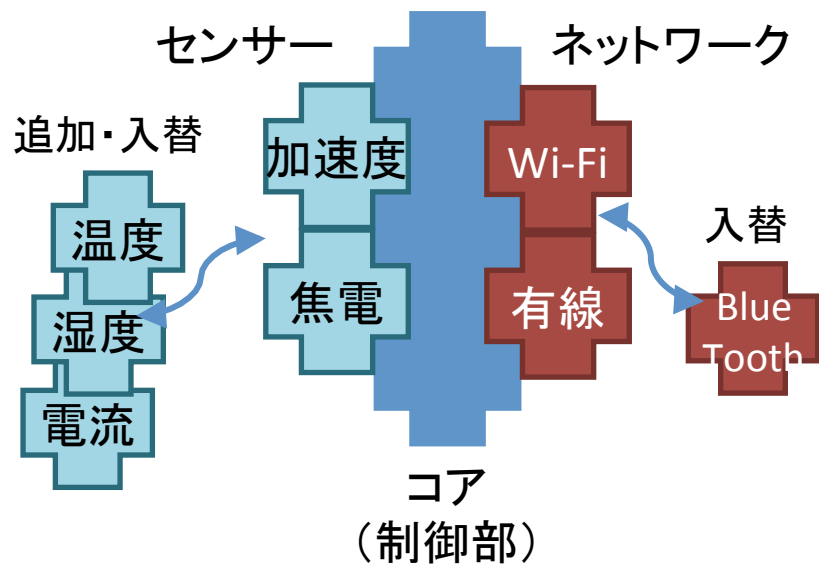 センサー
ネットワーク
追加・入替
加速度
Wi-Fi
温度
入替
焦電
有線
湿度
Blue
Tooth
電流
コア
（制御部）